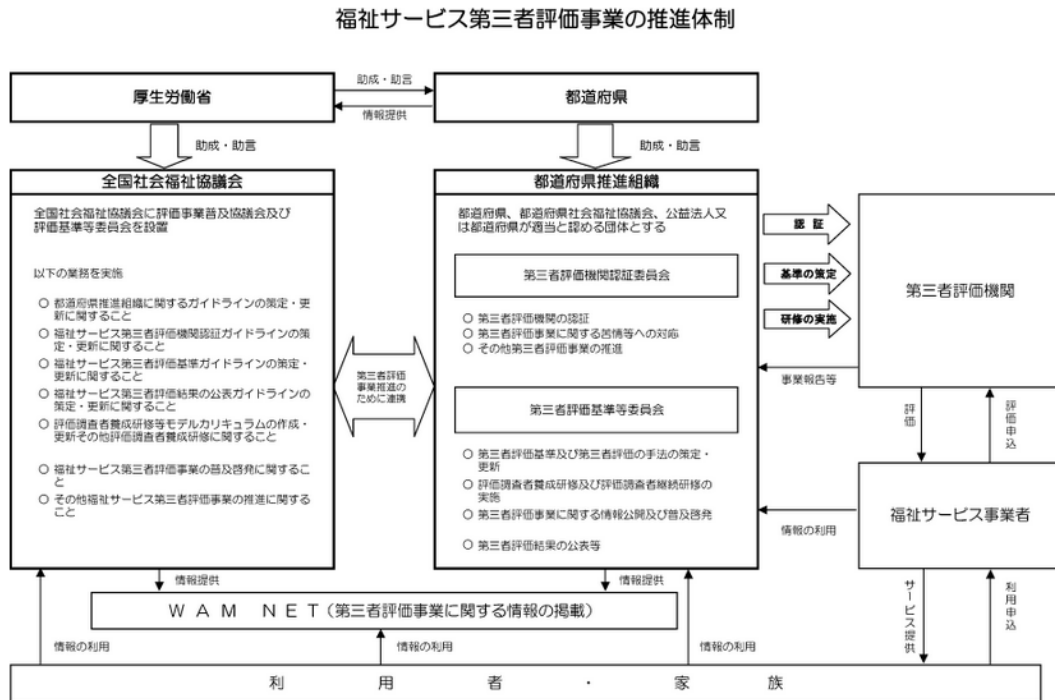 福祉サービス第三者評価事業の推進体制
厚生労働省
助成・助言
情報提供
都道府県
助成・助言
助成・助言
全国社会福祉協議会
全国社会福祉協議会に評価事業普及協議会及び
評価基準等委員会を設置
以下の業務を実施
○ 都道府県推進組織に関するガイドラインの策定・更
新に関すること
○ 福祉サービス第三者評価機関認証ガイドラインの策
定・更新に関すること
○ 福祉サービス第三者評価基準ガイドラインの策定・
更新に関すること
○ 福祉サービス第三者評価結果の公表ガイドラインの
策定・更新に関すること
○ 評価調査者養成研修等モデルカリキュラムの作成・
更新その他評価調査者養成研修に関すること
○ 福祉サービス第三者評価事業の普及啓発に関するこ
と
○ その他福祉サービス第三者評価事業の推進に関する
こと
第三者評価
事業推進の
ために連携
都道府県推進組織
都道府県、都道府県社会福祉協議会、公益法人又
は都道府県が適当と認める団体とする
第三者評価機関認証委員会
○ 第三者評価機関の認証
○ 第三者評価事業に関する苦情等への対応
○ その他第三者評価事業の推進
第三者評価基準等委員会
○ 第三者評価基準及び第三者評価の手法の策定・
更新
○ 評価調査者養成研修及び評価調査者継続研修の
実施
○ 第三者評価事業に関する情報公開及び普及啓発
○ 第三者評価結果の公表等
認 証
基準の策定
研修の実施
第三者評価機関
事業報告等
評価
評価申込
福祉サービス事業者
情報の利用
サービス提供
利用申込
情報提供
情報提供
WAM NET(第三者評価事業に関する情報の掲載)
情報の利用
情報の利用
情報の利用
利用者・家族